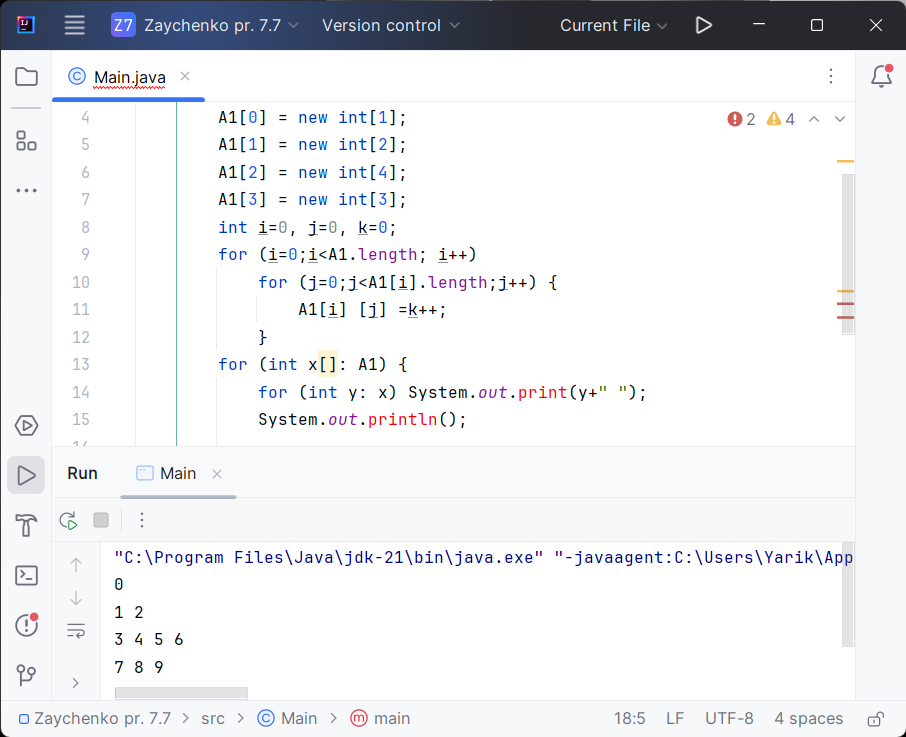 Z7 Zaychenko pr. 7.7 Version control Current File
Main.java
4 A1[0] = new int[1];
2 4
5 A1[1] = new int[2];
6 A1[2] = new int[4];
7 A1[3] = new int[3];
8 int i=0, j=0, k=0;
9 for (i=0;i<A1.length; i++)
10 for (j=0;j<A1[i].length;j++) {
11 A1[i] [j] =k++;
12 }
13 for (int x[]: A1) {
14 for (int y: x) System.out.print(y+" ");
15 System.out.println();
Run Main
"C:\Program Files\Java\jdk-21\bin\java.exe" "-javaagent:C:\Users\Yarik\App
0
1 2
3 4 5 6
7 8 9
Zaychenko pr. 7.7 > src > Main > main 18:5 LF UTF-8 4 spaces